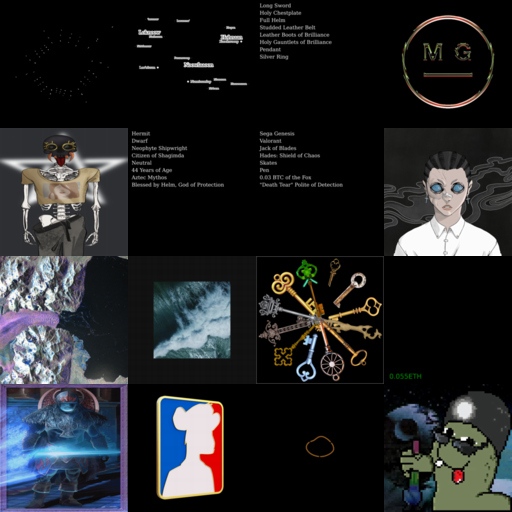 Long Sword
Holy Chestplate
Full Helm
Studded Leather Belt
Leather Boots of Brilliance
Holy Gauntlets of Brilliance
Pendant
Silver Ring
M G
Hermit
Dwarf
Neophyte Shipwright
Citizen of Shagimda
Neutral
44 Years of Age
Aztec Mythos
Blessed by Helm, God of Protection
Sega Genesis
Valorant
Jack of Blades
Hades: Shield of Chaos
Skates
Pen
0.03 BTC of the Fox
"Death Tear" Polite of Detection
0.055ETH